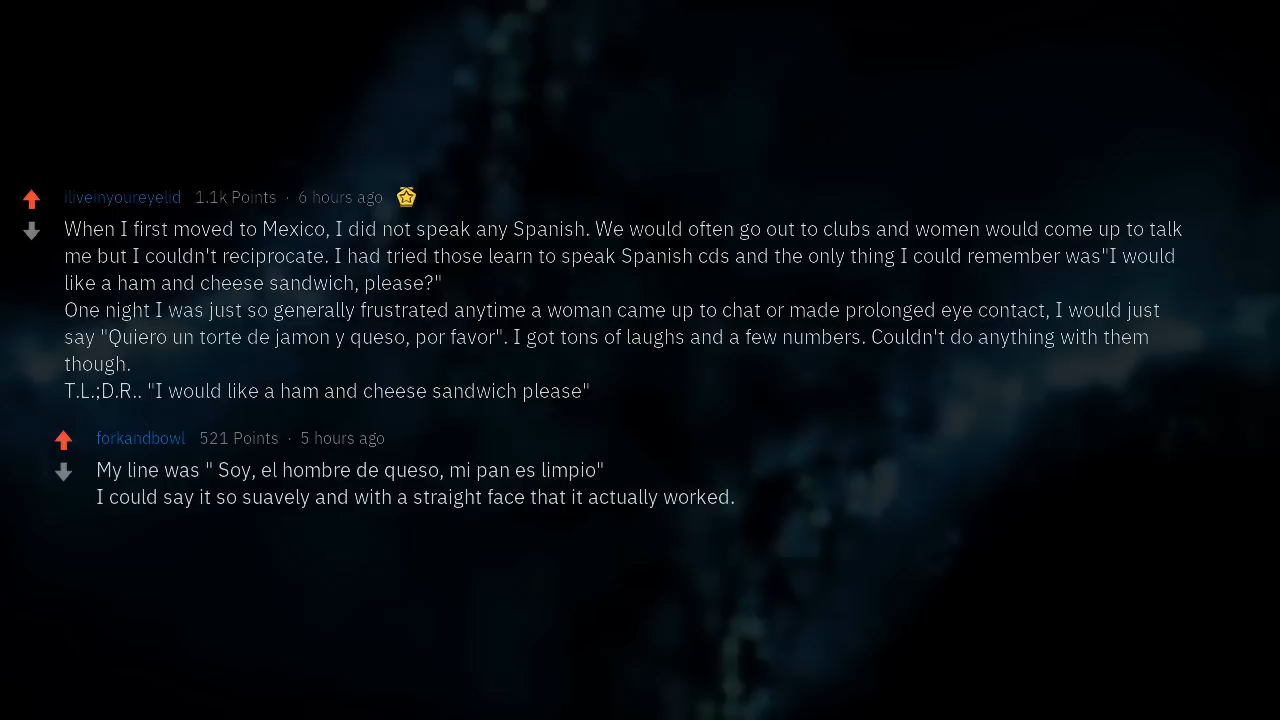 iliveinyoureyelid 1.1k Points · 6 hours ago
When I first moved to Mexico, I did not speak any Spanish. We would often go out to clubs and women would come up to talk
me but I couldn't reciprocate. I had tried those learn to speak Spanish cds and the only thing I could remember was"I would
like a ham and cheese sandwich, please?"
One night I was just so generally frustrated anytime a woman came up to chat or made prolonged eye contact, I would just
say "Quiero un torte de jamon y queso, por favor". I got tons of laughs and a few numbers. Couldn't do anything with them
though.
T.L.;D.R.. "I would like a ham and cheese sandwich please"
forkandbowl 521 Points · 5 hours ago
My line was " Soy, el hombre de queso, mi pan es limpio"
I could say it so suavely and with a straight face that it actually worked.